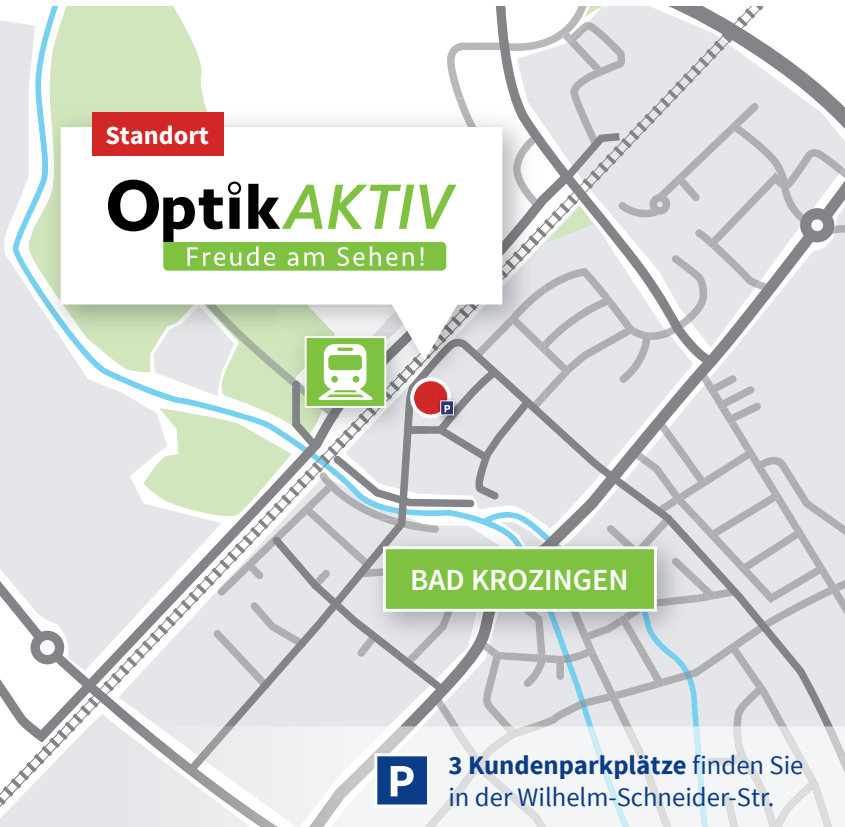 Standort
OptikAKTIV
Freude am Sehen!
P
BAD KROZINGEN
P
3 Kundenparkplätze finden Sie
in der Wilhelm-Schneider-Str.